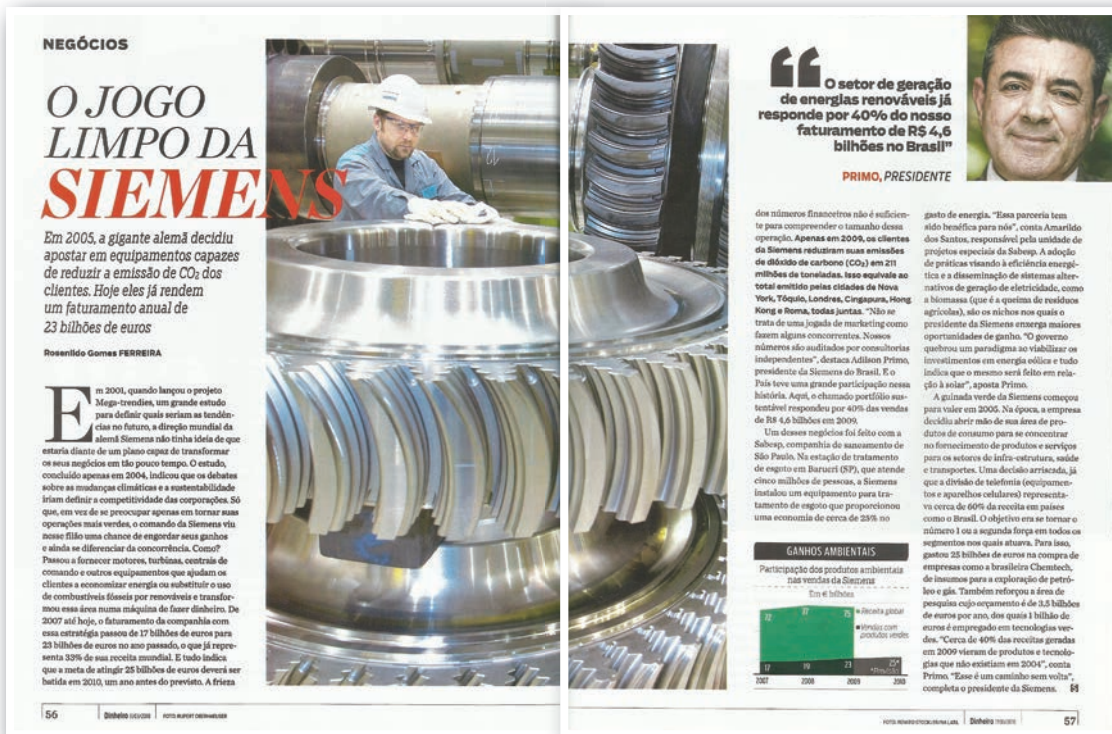 NEGÓCIOS
O JOGO
LIMPO DA
SIEMENS
Em 2005, a gigante alemã decidiu
apostar em equipamentos capazes
de reduzir a emissão de CO₂ dos
clientes. Hoje eles já rendem
um faturamento anual de
23 bilhões de euros
Rosenildo Gomes FERREIRA
Em 2001, quando lançou o projeto
Mega-trendies, um grande estudo
para definir quais seriam as tendên-
cias no futuro, a direção mundial da
alemã Siemens não tinha ideia de que
estaria diante de um plano capaz de transformar
os seus negócios em tão pouco tempo. O estudo,
concluído apenas em 2004, indicou que os debates
sobre as mudanças climáticas e a sustentabilidade
iriam definir a competitividade das corporações. Só
que, em vez de se preocupar apenas em tornar suas
operações mais verdes, o comando da Siemens viu
nesse filão uma chance de engordar seus ganhos
e ainda se diferenciar da concorrência. Como?
Passou a fornecer motores, turbinas, centrais de
comando e outros equipamentos que ajudam os
clientes a economizar energia ou substituir o uso
de combustíveis fósseis por renováveis e transfor-
mou essa área numa máquina de fazer dinheiro. De
2007 até hoje, o faturamento da companhia com
essa estratégia passou de 17 bilhões de euros para
23 bilhões de euros no ano passado, o que já repre-
senta 33% de sua receita mundial. E tudo indica
que a meta de atingir 25 bilhões de euros deverá ser
batida em 2010, um ano antes do previsto. A frieza
56
Dinheiro
FOTO: RUPERT OBERHÄUSER
“O setor de geração
de energias renováveis já
responde por 40% do nosso
faturamento de R$ 4,6
bilhões no Brasil”
PRIMO, PRESIDENTE
dos números financeiros não é suficien-
te para compreender o tamanho dessa
operação. Apenas em 2009, os clientes
da Siemens reduziram suas emissões
de dióxido de carbono (CO₂) em 211
milhões de toneladas. Isso equivale ao
total emitido pelas cidades de Nova
York, Tóquio, Londres, Cingapura, Hong
Kong e Roma, todas juntas. “Não se
trata de uma jogada de marketing como
fazem alguns concorrentes. Nossos
números são auditados por consultorias
independentes”, destaca Adilson Primo,
presidente da Siemens do Brasil. E o
País teve uma grande participação nessa
história. Aqui, o chamado portfólio sus-
tentável respondeu por 40% das vendas
de R$ 4,6 bilhões em 2009.
Um desses negócios foi feito com a
Sabesp, companhia de saneamento de
São Paulo. Na estação de tratamento
de esgoto em Barueri (SP), que atende
cinco milhões de pessoas, a Siemens
instalou um equipamento para tra-
tamento de esgoto que proporcionou
uma economia de cerca de 25% no
GANHOS AMBIENTAIS
Participação dos produtos ambientais
nas vendas da Siemens
Em € bilhões
72 77 75
Receita global
Vendas com
produtos verdes
17 19 23 25*
2007 2008 2009 2010
gasto de energia. “Essa parceria tem
sido benéfica para nós”, conta Amarildo
dos Santos, responsável pela unidade de
projetos especiais da Sabesp. A adoção
de práticas visando à eficiência energé-
tica e a disseminação de sistemas alter-
nativos de geração de eletricidade, como
a biomassa (que é a queima de resíduos
agrícolas), são os nichos nos quais o
presidente da Siemens enxerga maiores
oportunidades de ganho. “O governo
quebrou um paradigma ao viabilizar os
investimentos em energia eólica e tudo
indica que o mesmo será feito em rela-
ção à solar”, aposta Primo.
A guinada verde da Siemens começou
para valer em 2005. Na época, a empresa
decidiu abrir mão de sua área de pro-
dutos de consumo para se concentrar
no fornecimento de produtos e serviços
para os setores de infra-estrutura, saúde
e transportes. Uma decisão arriscada, já
que a divisão de telefonia (equipamen-
tos e aparelhos celulares) representa-
va cerca de 60% da receita em países
como o Brasil. O objetivo era se tornar o
número 1 ou a segunda força em todos os
segmentos nos quais atuava. Para isso,
gastou 25 bilhões de euros na compra de
empresas como a brasileira Chemtech,
de insumos para a exploração de petró-
leo e gás. Também reforçou a área de
pesquisa cujo orçamento é de 3,5 bilhões
de euros por ano, dos quais 1 bilhão de
euros é empregado em tecnologias ver-
des. “Cerca de 40% das receitas geradas
em 2009 vieram de produtos e tecnolo-
gias que não existiam em 2004”, conta
Primo. “Esse é um caminho sem volta”,
completa o presidente da Siemens.
Dinheiro
57